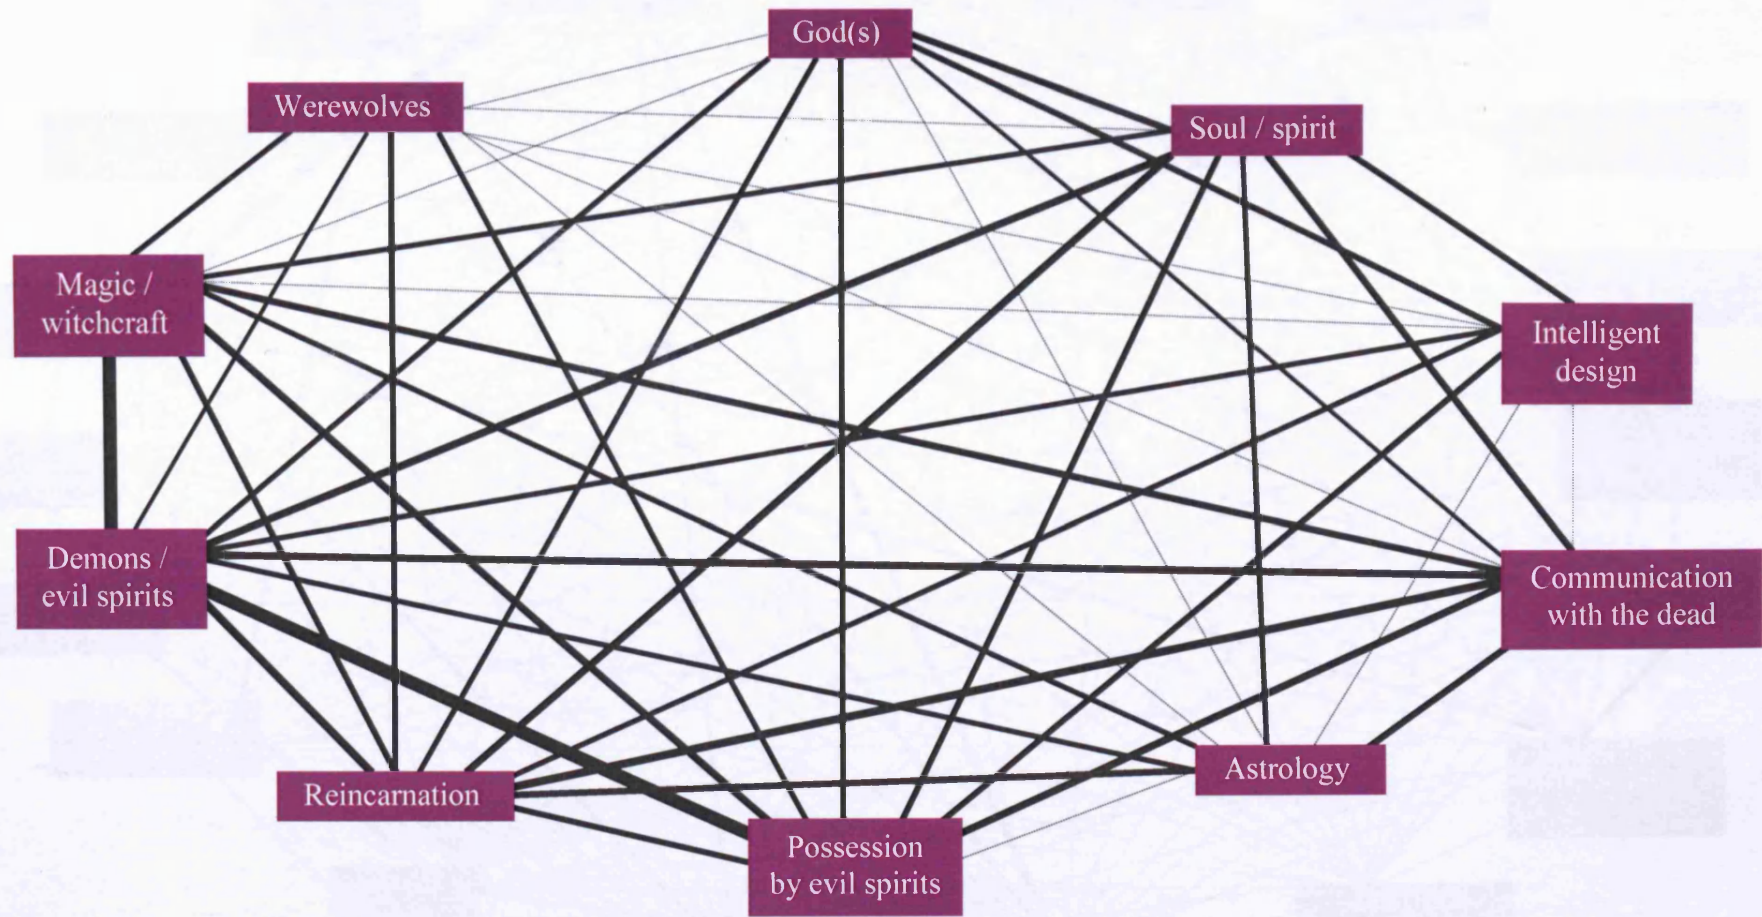 God(s)
Werewolves
Soul / spirit
Magic /
witchcraft
Intelligent
design
Demons /
evil spirits
Communication
with the dead
Reincarnation
Astrology
Possession
by evil spirits